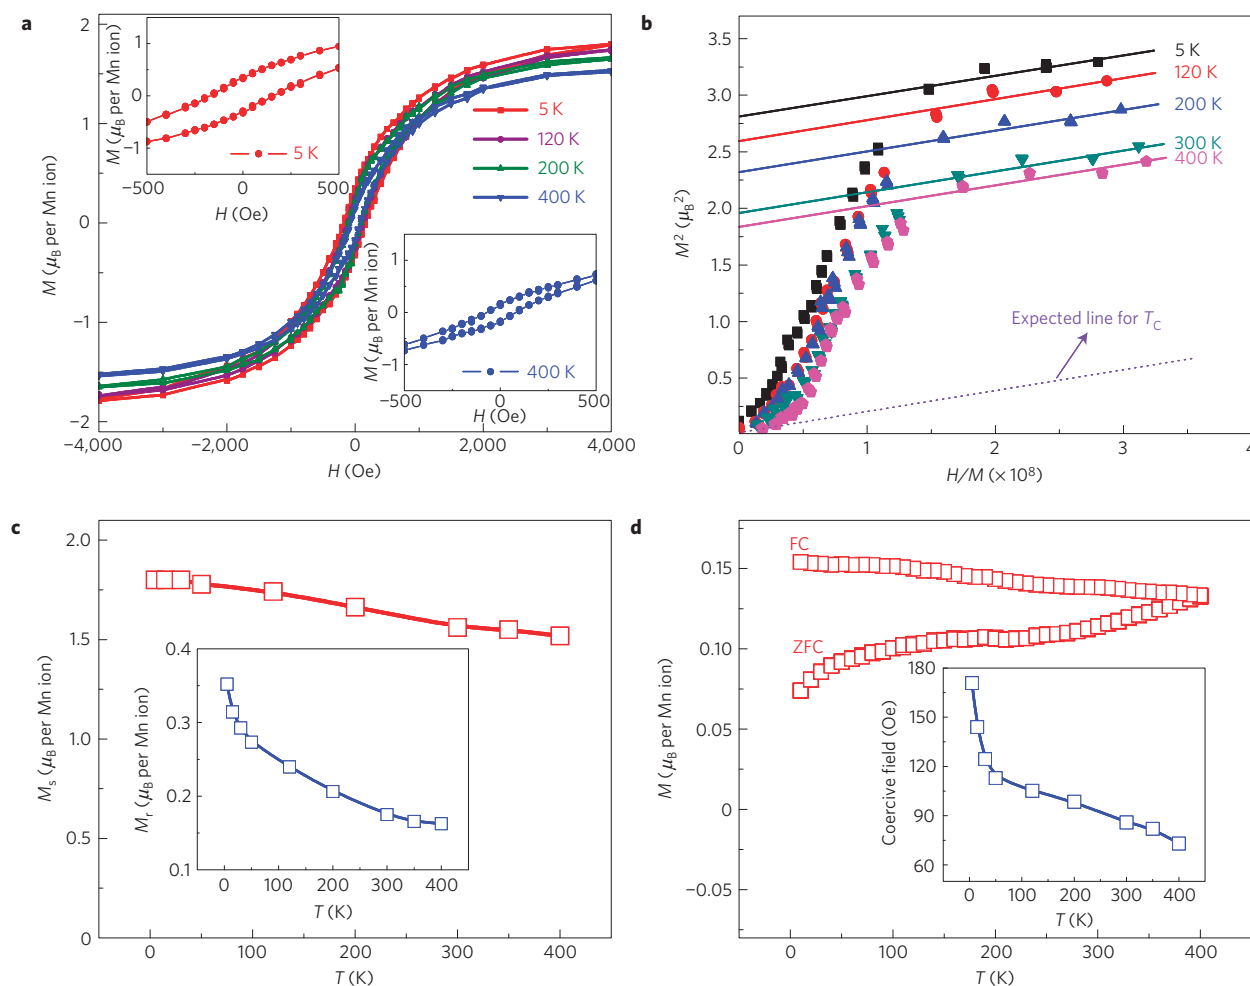 a
M (μB per Mn ion)
2
1
0
−1
−2
−4,000
−2,000
0
2,000
4,000
H (Oe)
5 K
120 K
200 K
400 K
M (μB per Mn ion)
1
0
−1
−500
0
500
H (Oe)
5 K
M (μB per Mn ion)
1
0
−1
−500
0
500
H (Oe)
400 K
b
M² (μB²)
3.5
3.0
2.5
2.0
1.5
1.0
0.5
0
1
2
3
4
H/M (× 10⁸)
5 K
120 K
200 K
300 K
400 K
Expected line for TC
c
Ms (μB per Mn ion)
2.0
1.5
1.0
0.5
0
0
100
200
300
400
T (K)
Mr (μB per Mn ion)
0.4
0.3
0.2
0.1
0
100
200
300
400
T (K)
d
M (μB per Mn ion)
0.15
0.10
0.05
0
−0.05
0
100
200
300
400
T (K)
FC
ZFC
Coercive field (Oe)
180
150
120
90
60
0
100
200
300
400
T (K)